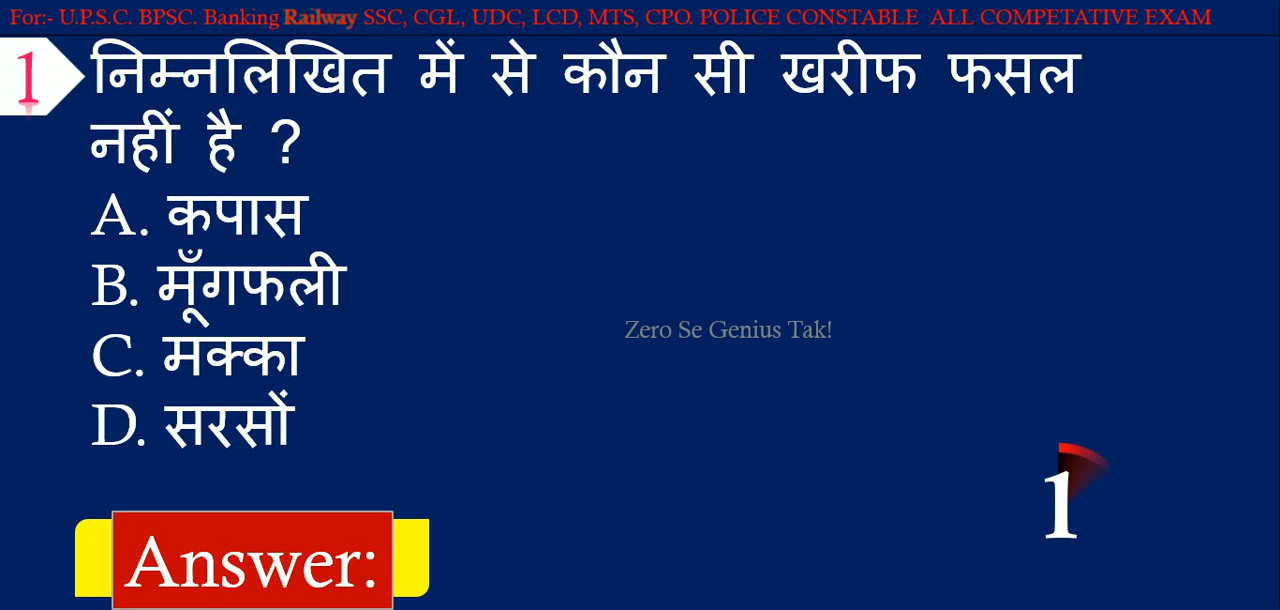 For:- U.P.S.C. BPSC. Banking Railway SSC, CGL, UDC, LCD, MTS, CPO. POLICE CONSTABLE ALL COMPETATIVE EXAM
1
निम्नलिखित में से कौन सी खरीफ फसल
नहीं है ?
A. कपास
B. मूँगफली
C. मक्का
D. सरसों
Zero Se Genius Tak!
1
Answer: